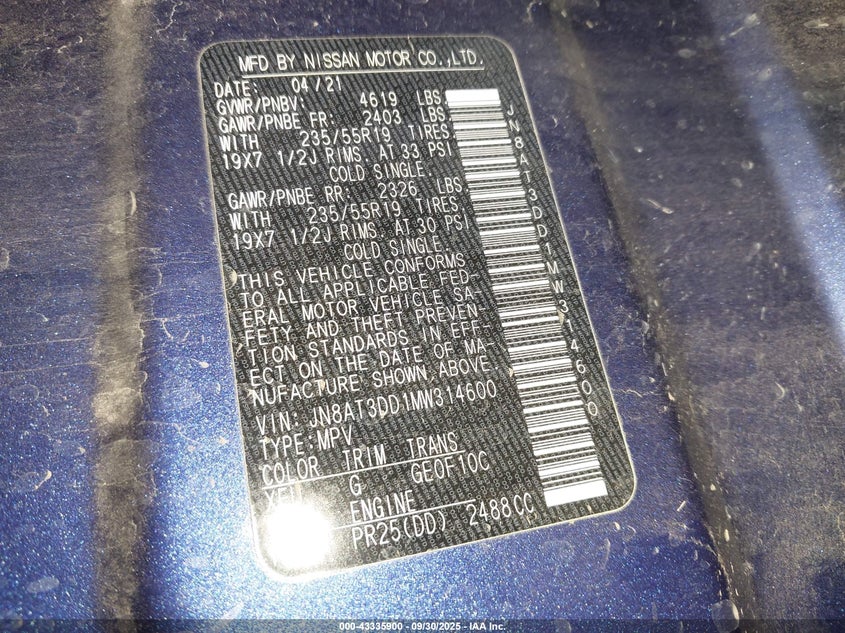 MFD BY NISSAN MOTOR CO.,LTD.
DATE: 04/21
GVWR/PNBV: 4619 LBS.
GAWR/PNBE FR: 2403 LBS.
WITH 235/55R19 TIRES
19X7 1/2J RIMS. AT 33 PSI
COLD SINGLE.
GAWR/PNBE RR: 2326 LBS.
WITH 235/55R19 TIRES
19X7 1/2J RIMS. AT 30 PSI
COLD SINGLE.
THIS VEHICLE CONFORMS
TO ALL APPLICABLE FED-
ERAL MOTOR VEHICLE SA-
FETY AND THEFT PREVEN-
TION STANDARDS IN EFF-
ECT ON THE DATE OF MA-
NUFACTURE SHOWN ABOVE.
VIN: JN8AT3DD1MW314600
TYPE:MPV
COLOR TRIM TRANS
G GE0F10C
ENGINE
PR25(DD) 2488CC
JN8AT3DD1MW314600
000-43335900 - 09/30/2025 - IAA Inc.